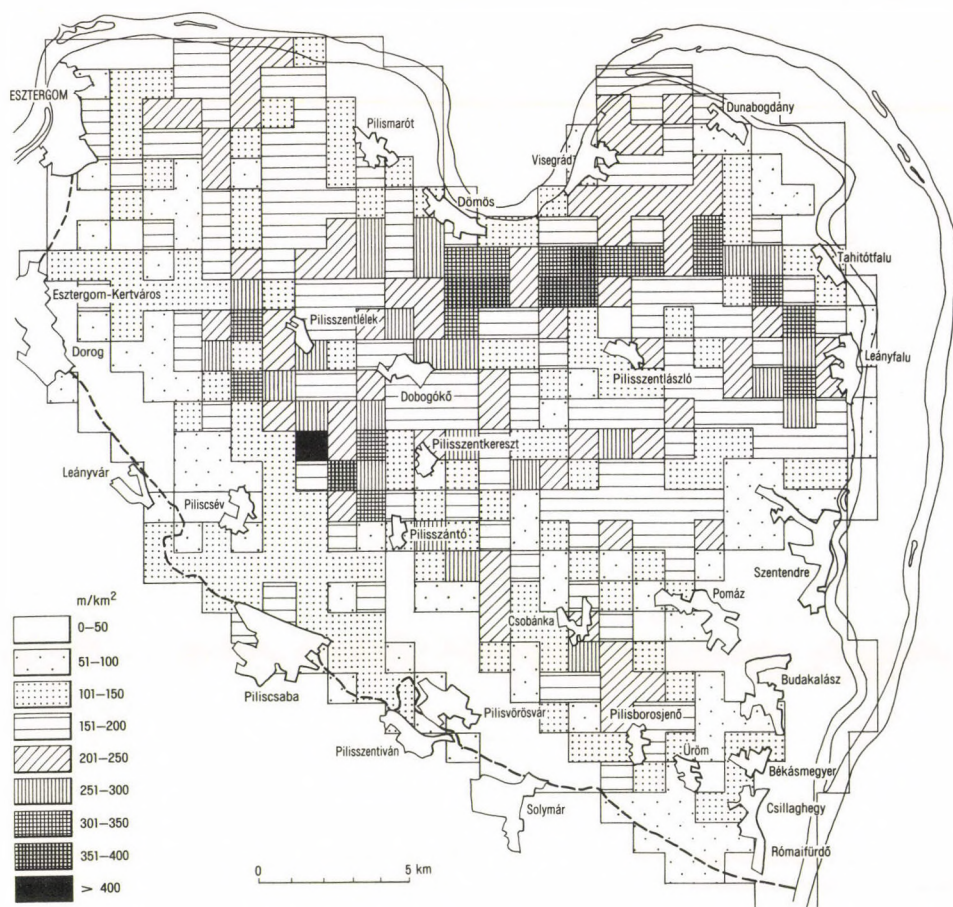 ESZTERGOM
Pilismarót
Dunabogdány
Visegrád
Dömös
Tahitótfalu
Esztergom-Kertváros
Pilisszentlélek
Dorog
Leányfalu
Pilisszentlászló
Dobogókő
Pilisszentkereszt
Leányvár
Piliscsév
Pilisszántó
Szentendre
Pomáz
Csobánka
m/km²
0–50
51–100
101–150
151–200
201–250
251–300
301–350
351–400
> 400
Piliscsaba
Budakalász
Pilisvörösvár
Pilisborosjenő
Pilisszentiván
Üröm
Békásmegyer
Solymár
Csillaghegy
Rómaifürdő
0 5 km